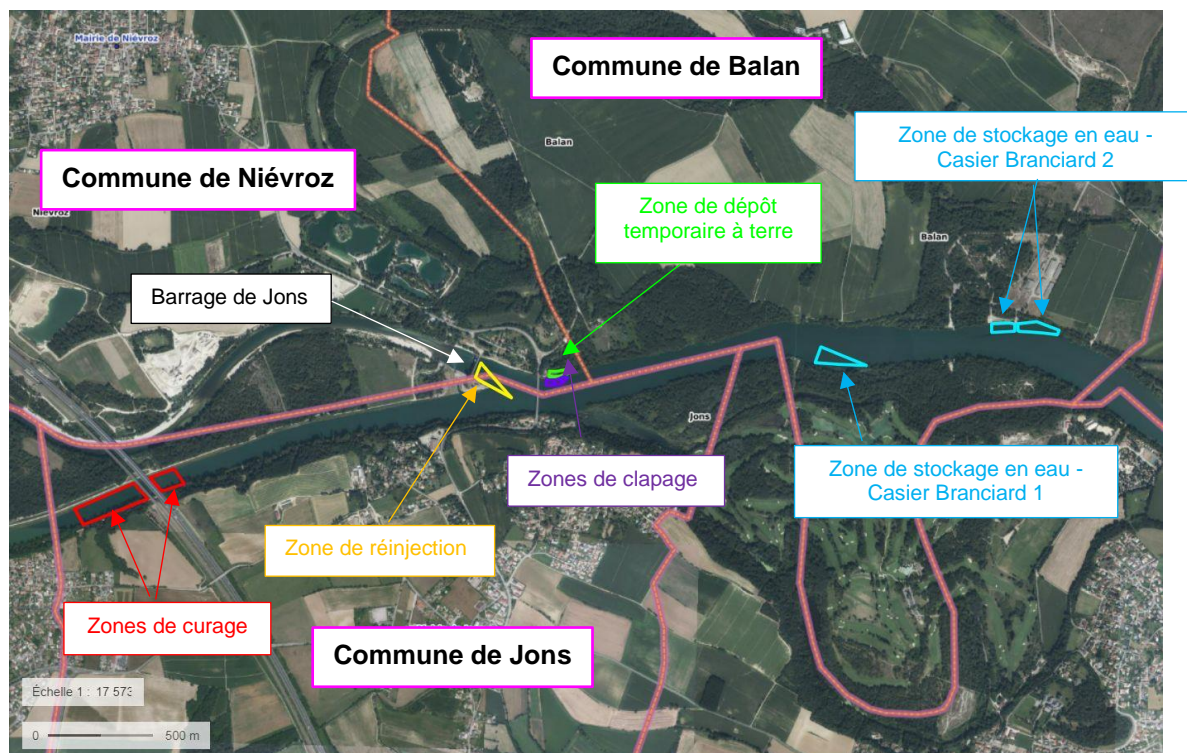 Mairie de Niévroz
Commune de Balan
Balan
Zone de stockage en eau -
Casier Branciard 2
Commune de Niévroz
Niévroz
Zone de dépôt
temporaire à terre
Balan
Barrage de Jons
Jons
Zones de clapage
Zone de stockage en eau -
Casier Branciard 1
Zone de réinjection
Zones de curage
Commune de Jons
Échelle 1 : 17 573
0 500 m